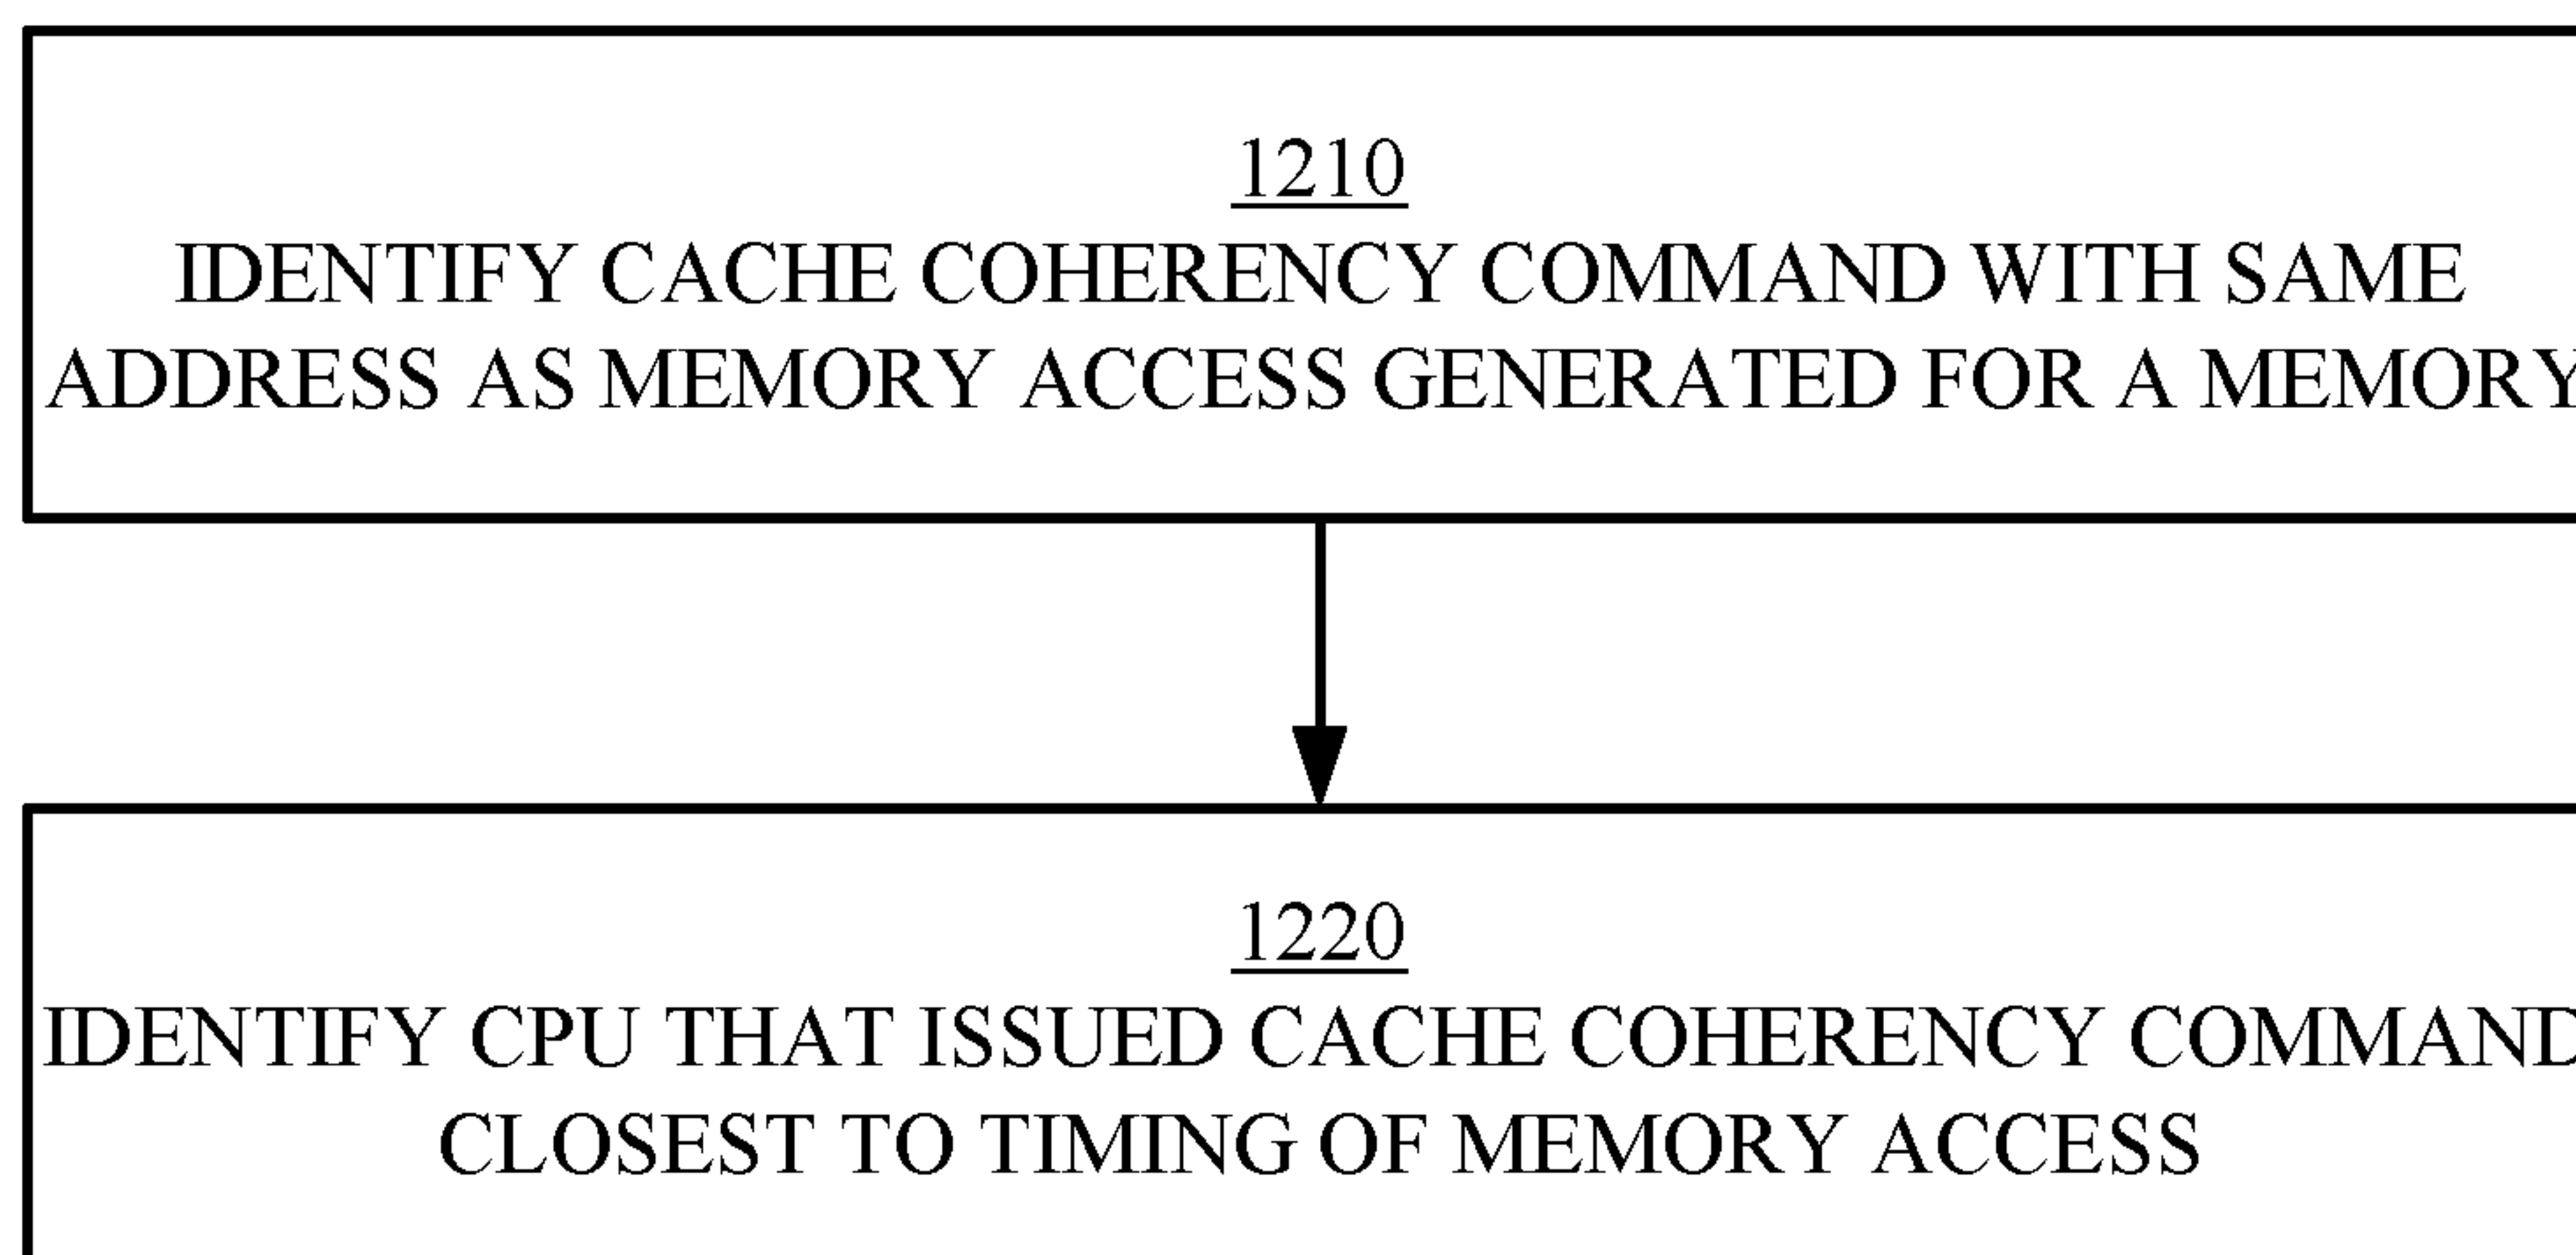 1210
IDENTIFY CACHE COHERENCY COMMAND WITH SAME
ADDRESS AS MEMORY ACCESS GENERATED FOR A MEMORY
1220
IDENTIFY CPU THAT ISSUED CACHE COHERENCY COMMAND
CLOSEST TO TIMING OF MEMORY ACCESS